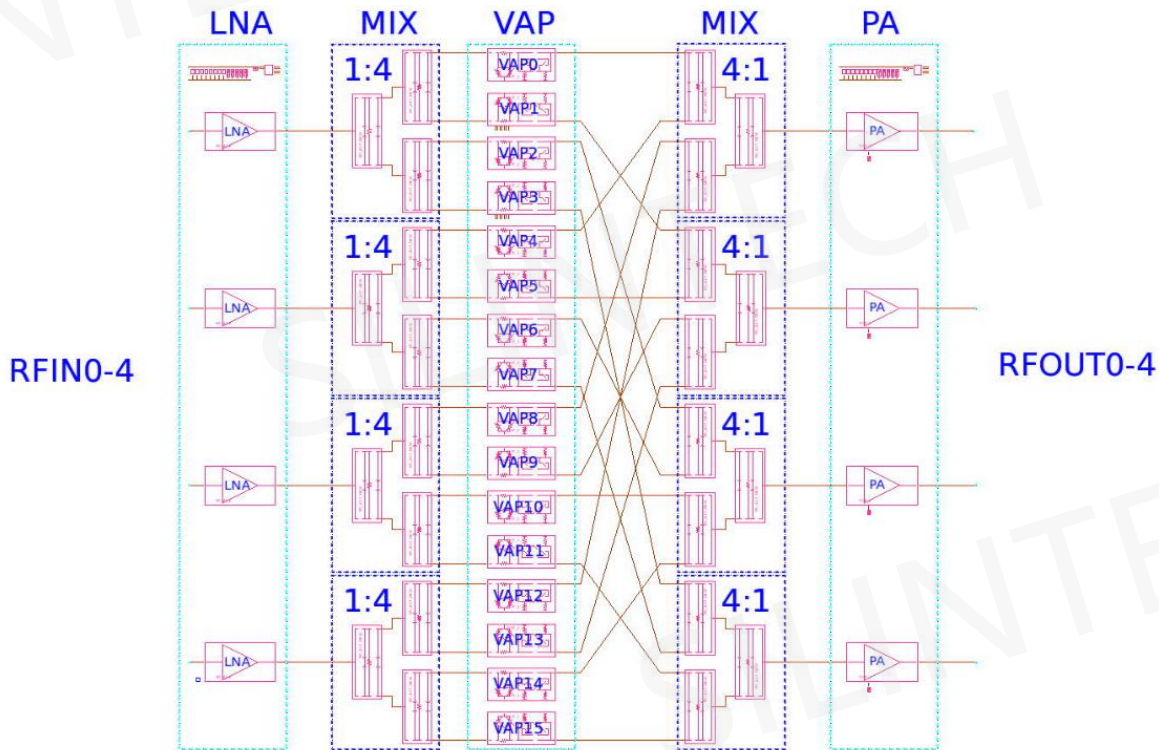 LNA MIX VAP MIX PA
1:4 VAP0 4:1
VAP1
LNA PA
VAP2
VAP3
1:4 VAP4 4:1
VAP5
LNA PA
VAP6
RFIN0-4 VAP7 RFOUT0-4
1:4 VAP8 4:1
VAP9
LNA PA
VAP10
VAP11
1:4 VAP12 4:1
VAP13
LNA PA
VAP14
VAP15
SILINTECH
SILINTE